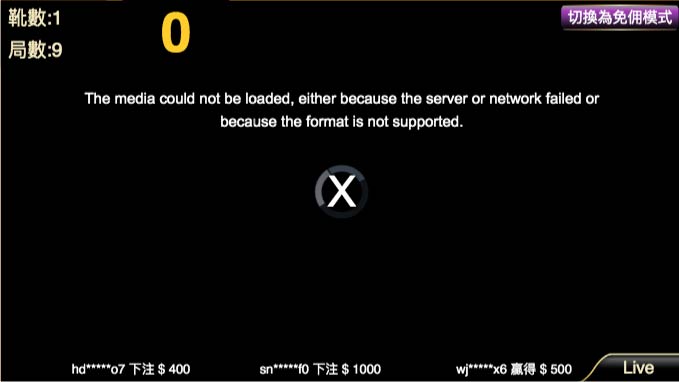 靴數:1
局數:9
0
切換為免佣模式
The media could not be loaded, either because the server or network failed or
because the format is not supported.
X
hd*****o7 下注 $ 400
sn*****f0 下注 $ 1000
wj*****x6 贏得 $ 500
Live